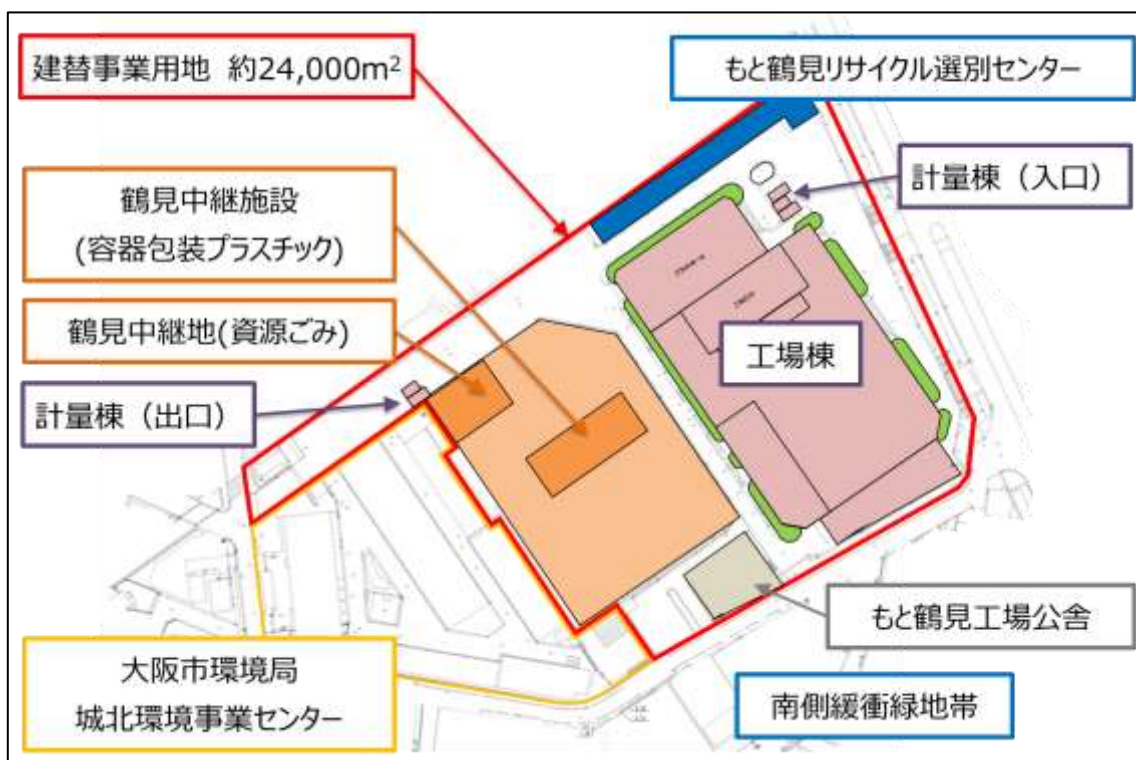 建替事業用地 約24,000m²
もと鶴見リサイクル選別センター
計量棟（入口）
鶴見中継施設
(容器包装プラスチック)
鶴見中継地(資源ごみ)
工場棟
計量棟（出口）
もと鶴見工場公舎
大阪市環境局
城北環境事業センター
南側緩衝緑地帯